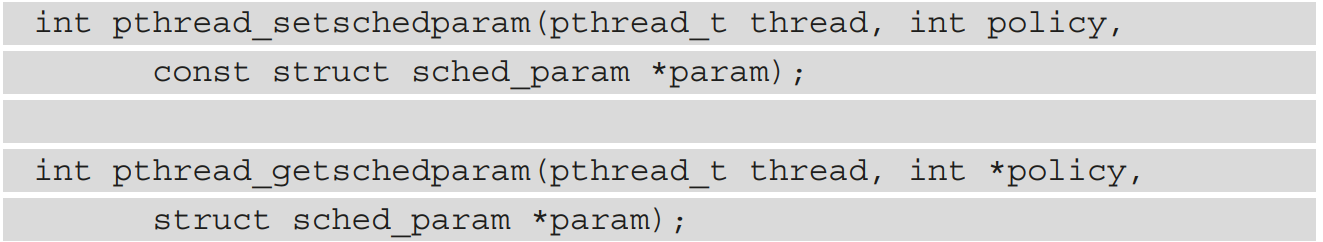 int pthread_setschedparam(pthread_t thread, int policy,
const struct sched_param *param);
int pthread_getschedparam(pthread_t thread, int *policy,
struct sched_param *param);